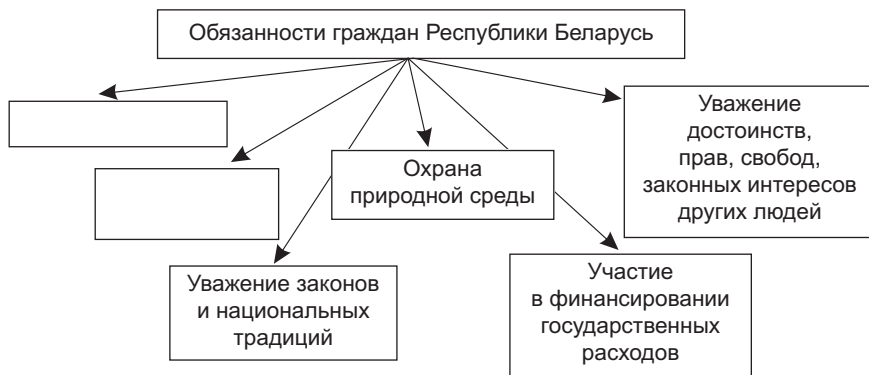 Обязанности граждан Республики Беларусь
Уважение
достоинств,
прав, свобод,
законных интересов
других людей
Охрана
природной среды
Уважение законов
и национальных
традиций
Участие
в финансировании
государственных
расходов